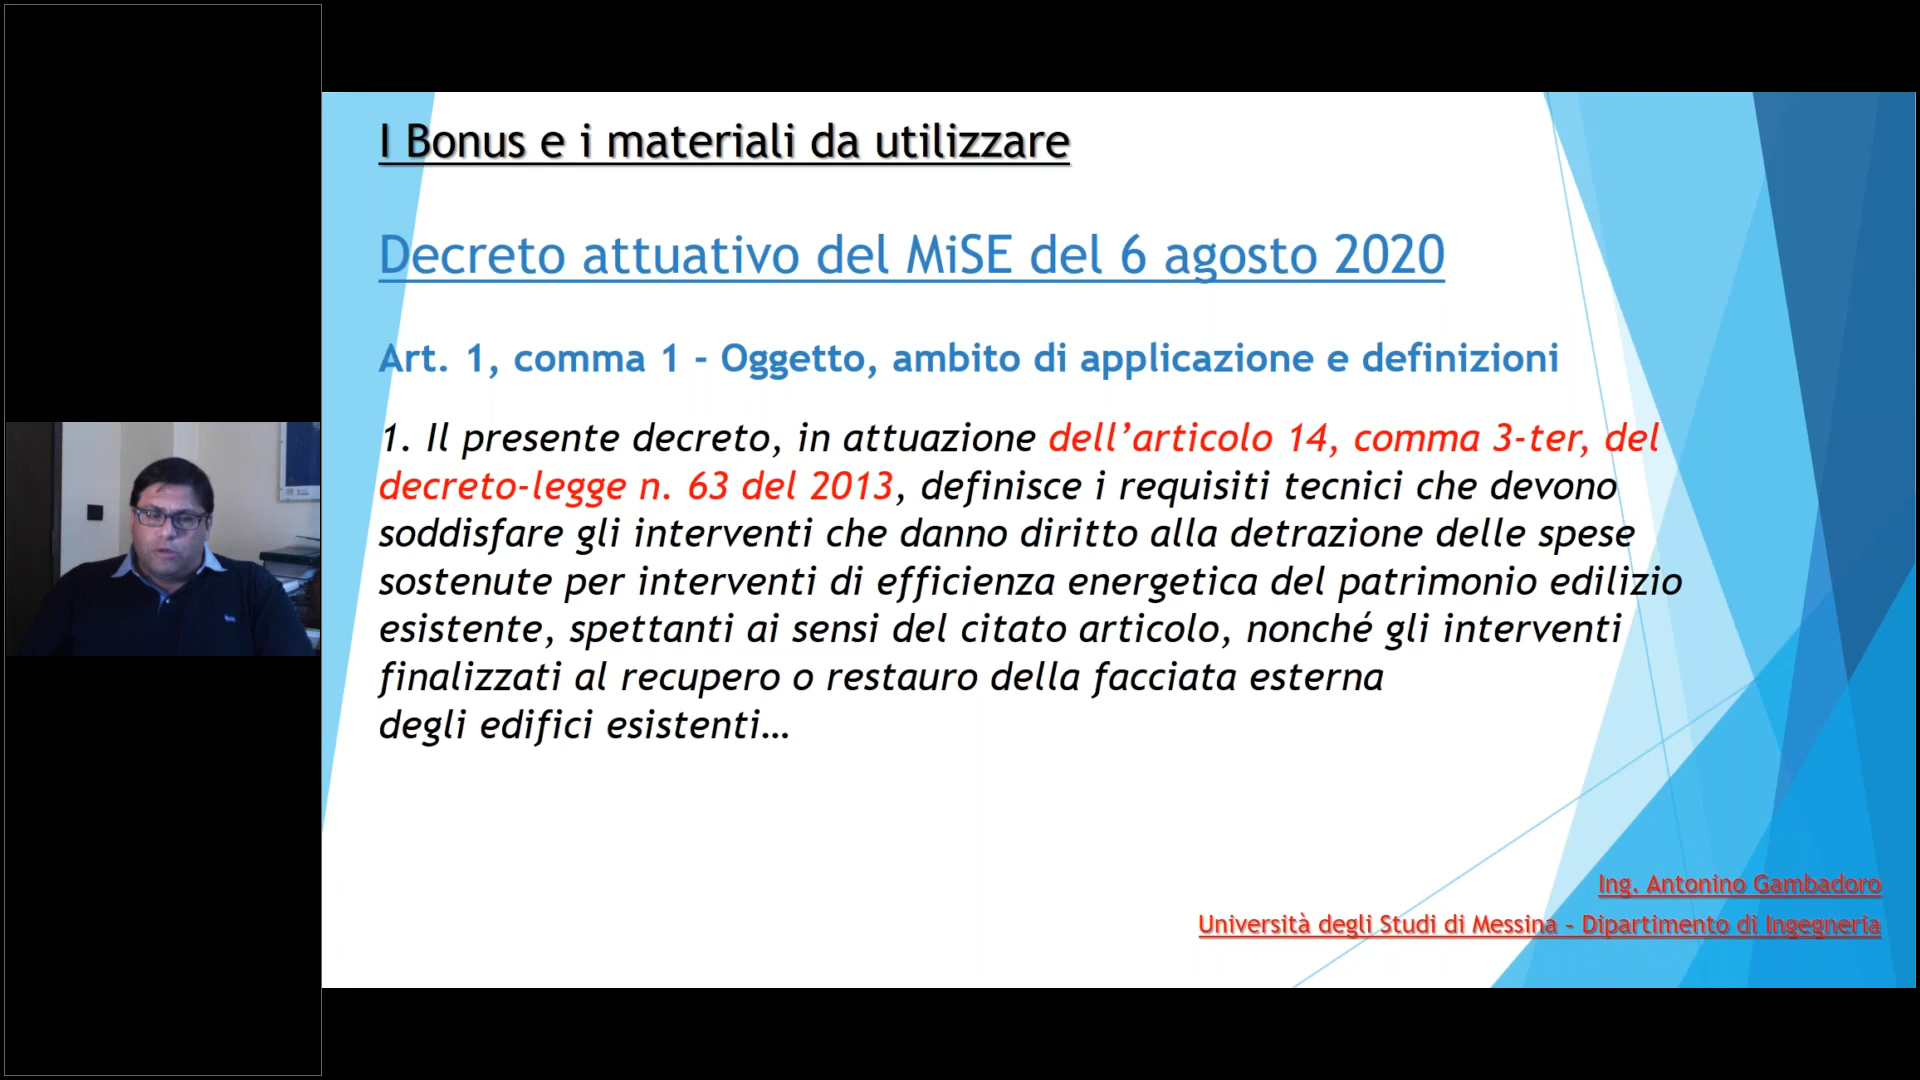 I Bonus e i materiali da utilizzare
Decreto attuativo del MiSE del 6 agosto 2020
Art. 1, comma 1 – Oggetto, ambito di applicazione e definizioni
1. Il presente decreto, in attuazione dell’articolo 14, comma 3-ter, del
decreto-legge n. 63 del 2013, definisce i requisiti tecnici che devono
soddisfare gli interventi che danno diritto alla detrazione delle spese
sostenute per interventi di efficienza energetica del patrimonio edilizio
esistente, spettanti ai sensi del citato articolo, nonché gli interventi
finalizzati al recupero o restauro della facciata esterna
degli edifici esistenti…
Ing. Antonino Gambadoro
Università degli Studi di Messina – Dipartimento di Ingegneria